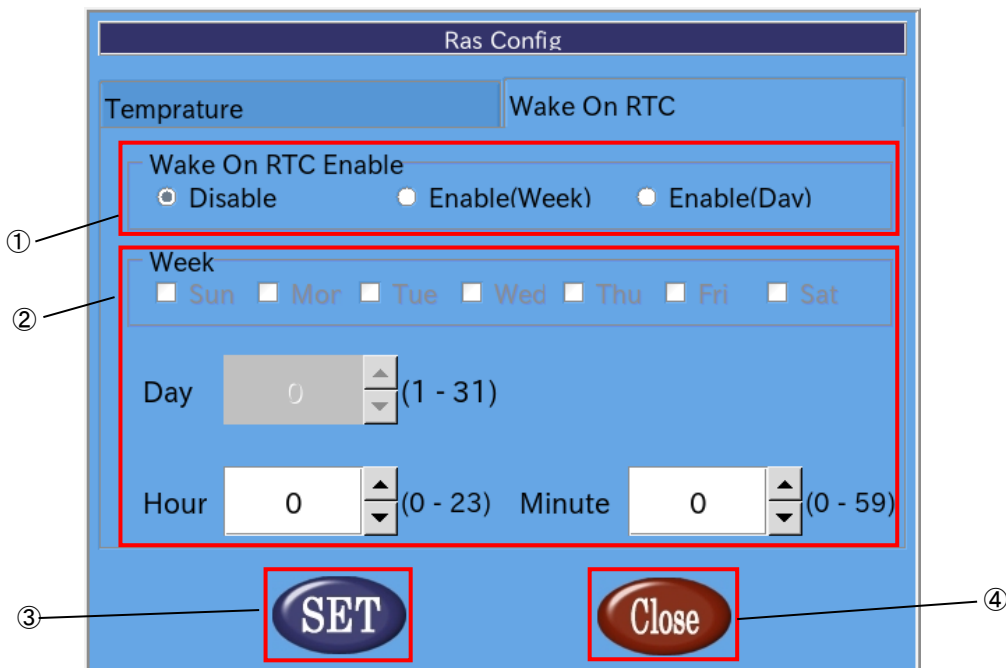 Ras Config
Temprature Wake On RTC
Wake On RTC Enable
Disable Enable(Week) Enable(Day)
①
Week
Sun Mon Tue Wed Thu Fri Sat
②
Day 0 (1 - 31)
Hour 0 (0 - 23) Minute 0 (0 - 59)
③ SET Close ④